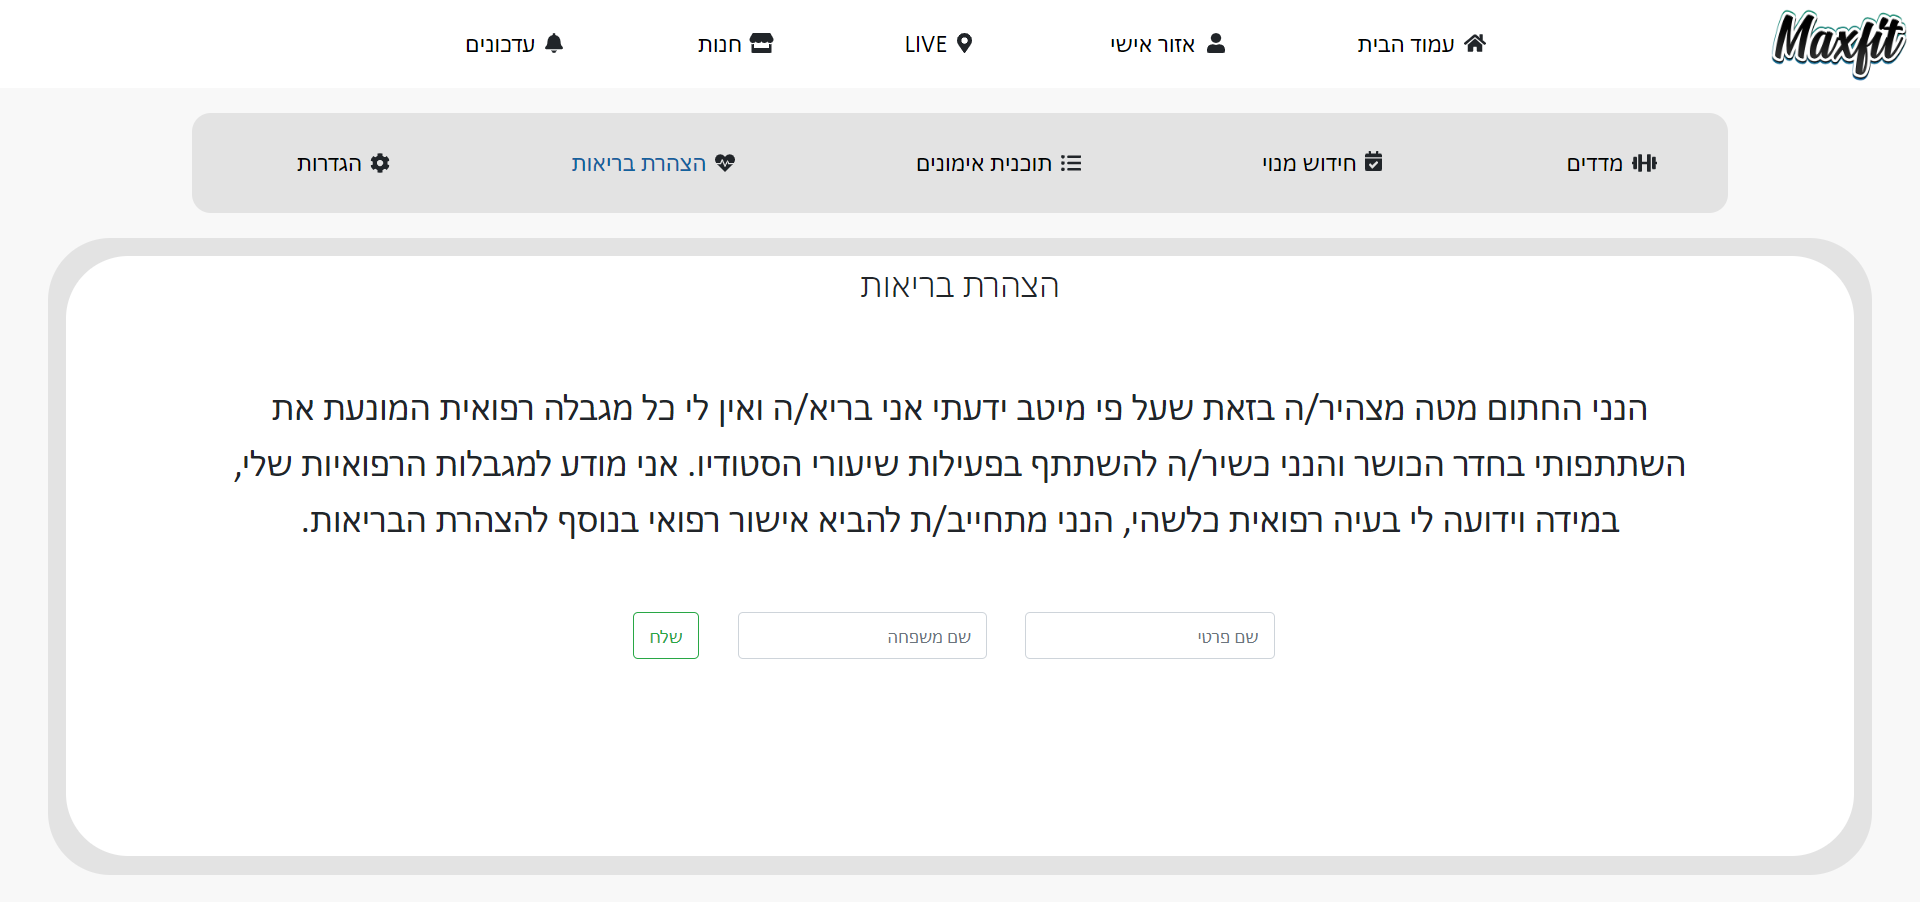 Maxfit
עמוד הבית
אזור אישי
LIVE
חנות
עדכונים
מדדים
חידוש מנוי
תוכנית אימונים
הצהרת בריאות
הגדרות
הצהרת בריאות
הנני החתום מטה מצהיר/ה בזאת שעל פי מיטב ידעתי אני בריא/ה ואין לי כל מגבלה רפואית המונעת את
השתתפותי בחדר הכושר והנני כשיר/ה להשתתף בפעילות שיעורי הסטודיו. אני מודע למגבלות הרפואיות שלי,
במידה וידועה לי בעיה רפואית כלשהי, הנני מתחייב/ת להביא אישור רפואי בנוסף להצהרת הבריאות.
שם פרטי
שם משפחה
שלח